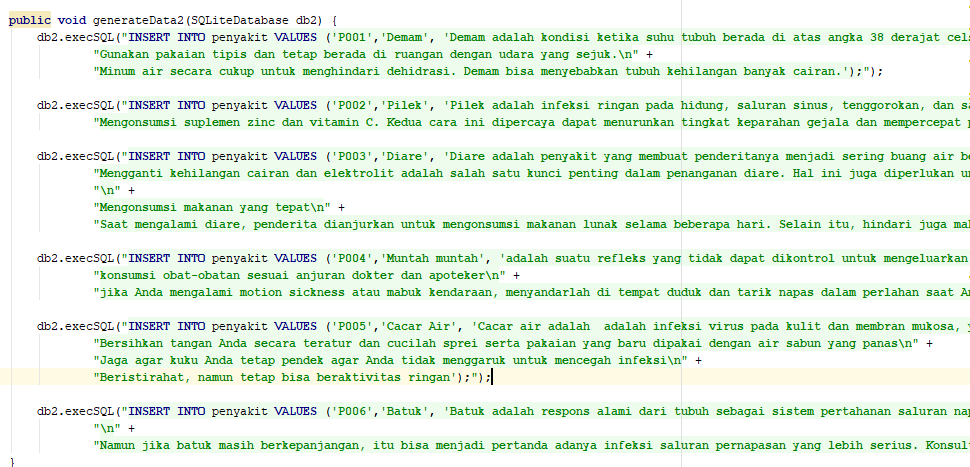 public void generateData2(SQLiteDatabase db2) {
db2.execSQL("INSERT INTO penyakit VALUES ('P001','Demam', 'Demam adalah kondisi ketika suhu tubuh berada di atas angka 38 derajat cels
"Gunakan pakaian tipis dan tetap berada di ruangan dengan udara yang sejuk.\n" +
"Minum air secara cukup untuk menghindari dehidrasi. Demam bisa menyebabkan tubuh kehilangan banyak cairan.');");
db2.execSQL("INSERT INTO penyakit VALUES ('P002','Pilek', 'Pilek adalah infeksi ringan pada hidung, saluran sinus, tenggorokan, dan sa
"Mengonsumsi suplemen zinc dan vitamin C. Kedua cara ini dipercaya dapat menurunkan tingkat keparahan gejala dan mempercepat p
db2.execSQL("INSERT INTO penyakit VALUES ('P003','Diare', 'Diare adalah penyakit yang membuat penderitanya menjadi sering buang air be
"Mengganti kehilangan cairan dan elektrolit adalah salah satu kunci penting dalam penanganan diare. Hal ini juga diperlukan un
"\n" +
"Mengonsumsi makanan yang tepat\n" +
"Saat mengalami diare, penderita dianjurkan untuk mengonsumsi makanan lunak selama beberapa hari. Selain itu, hindari juga mak
db2.execSQL("INSERT INTO penyakit VALUES ('P004','Muntah muntah', 'adalah suatu refleks yang tidak dapat dikontrol untuk mengeluarkan
"konsumsi obat-obatan sesuai anjuran dokter dan apoteker\n" +
"jika Anda mengalami motion sickness atau mabuk kendaraan, menyandarlah di tempat duduk dan tarik napas dalam perlahan saat An
db2.execSQL("INSERT INTO penyakit VALUES ('P005','Cacar Air', 'Cacar air adalah  adalah infeksi virus pada kulit dan membran mukosa, y
"Bersihkan tangan Anda secara teratur dan cucilah sprei serta pakaian yang baru dipakai dengan air sabun yang panas\n" +
"Jaga agar kuku Anda tetap pendek agar Anda tidak menggaruk untuk mencegah infeksi\n" +
"Beristirahat, namun tetap bisa beraktivitas ringan');");
db2.execSQL("INSERT INTO penyakit VALUES ('P006','Batuk', 'Batuk adalah respons alami dari tubuh sebagai sistem pertahanan saluran nap
"\n" +
"Namun jika batuk masih berkepanjangan, itu bisa menjadi pertanda adanya infeksi saluran pernapasan yang lebih serius. Konsul
}